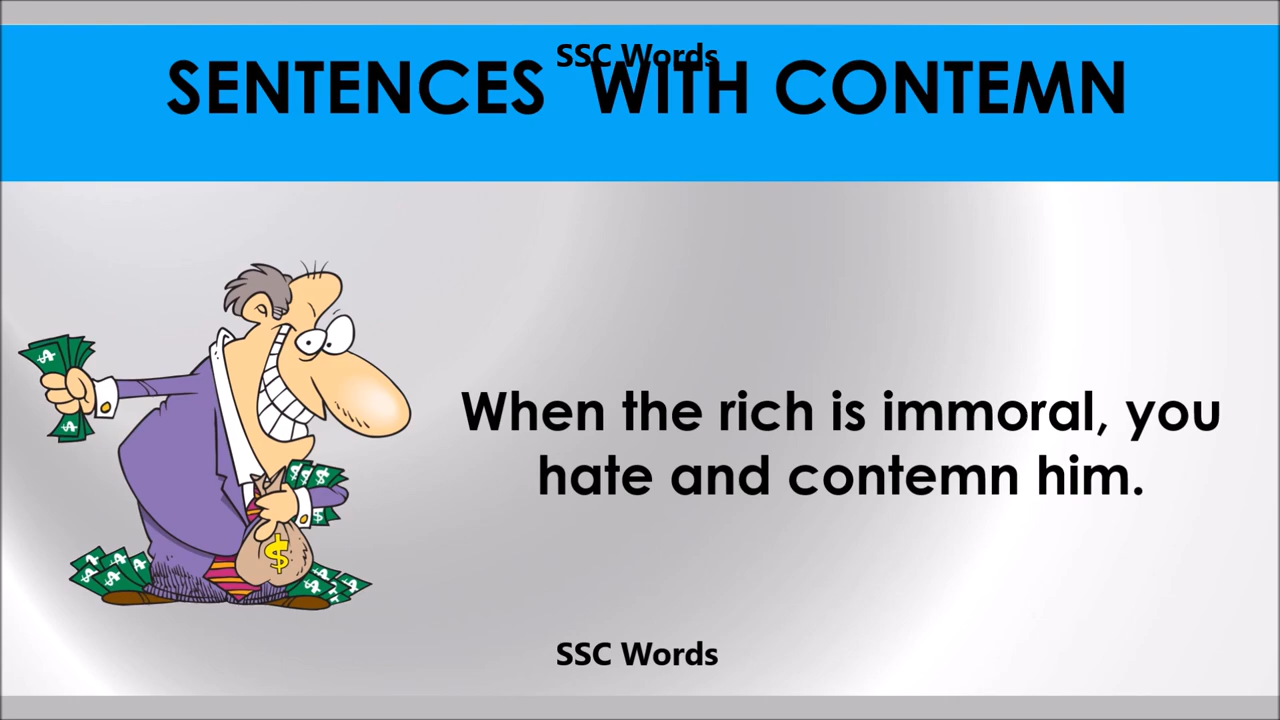 SSC Words
SENTENCES WITH CONTEMN
When the rich is immoral, you
hate and contemn him.
$
SSC Words